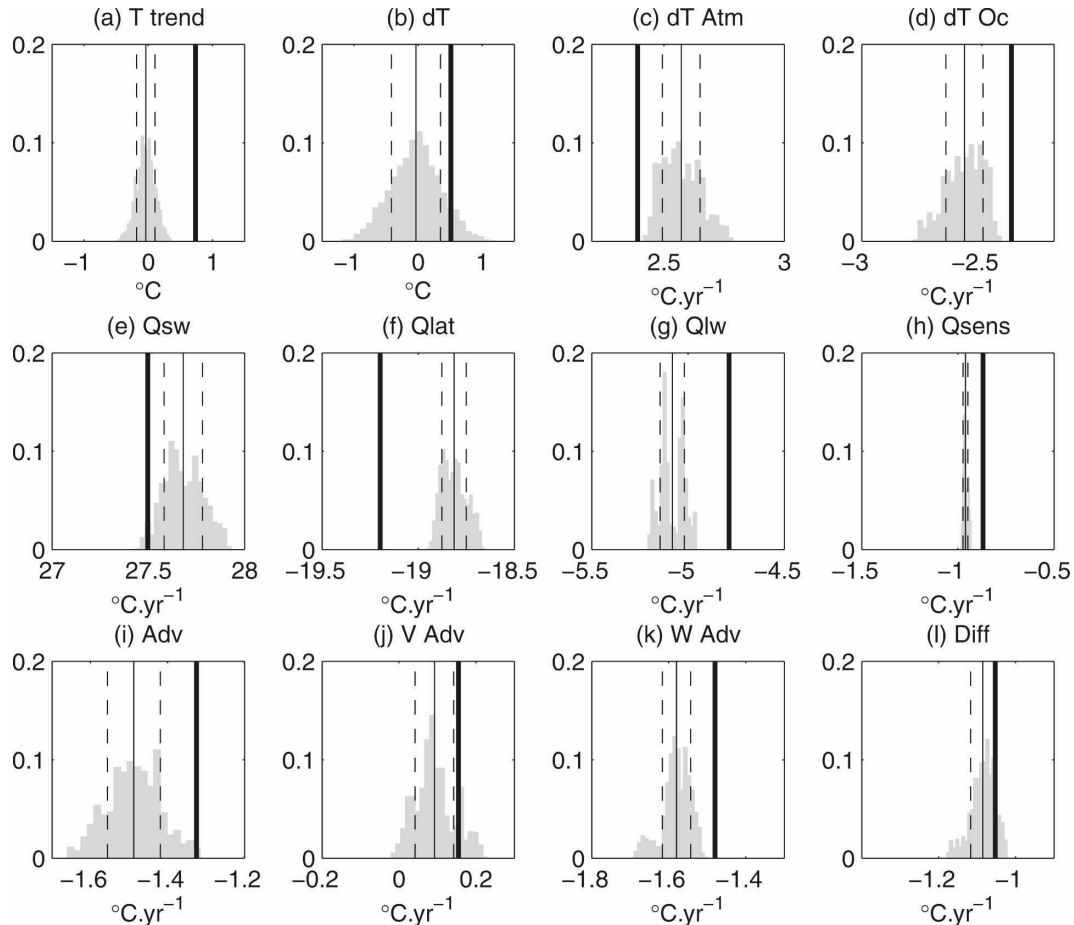 (a) T trend
(b) dT
(c) dT Atm
(d) dT Oc
0.2
0.2
0.2
0.2
0.1
0.1
0.1
0.1
0
0
0
0
−1 0 1
−1 0 1
2.5 3
−3 −2.5
°C
°C
°C.yr⁻¹
°C.yr⁻¹
(e) Qsw
(f) Qlat
(g) Qlw
(h) Qsens
0.2
0.2
0.2
0.2
0.1
0.1
0.1
0.1
0
0
0
0
27 27.5 28
−19.5 −19 −18.5
−5.5 −5 −4.5
−1.5 −1 −0.5
°C.yr⁻¹
°C.yr⁻¹
°C.yr⁻¹
°C.yr⁻¹
(i) Adv
(j) V Adv
(k) W Adv
(l) Diff
0.2
0.2
0.2
0.2
0.1
0.1
0.1
0.1
0
0
0
0
−1.6 −1.4 −1.2
−0.2 0 0.2
−1.8 −1.6 −1.4
−1.2 −1
°C.yr⁻¹
°C.yr⁻¹
°C.yr⁻¹
°C.yr⁻¹